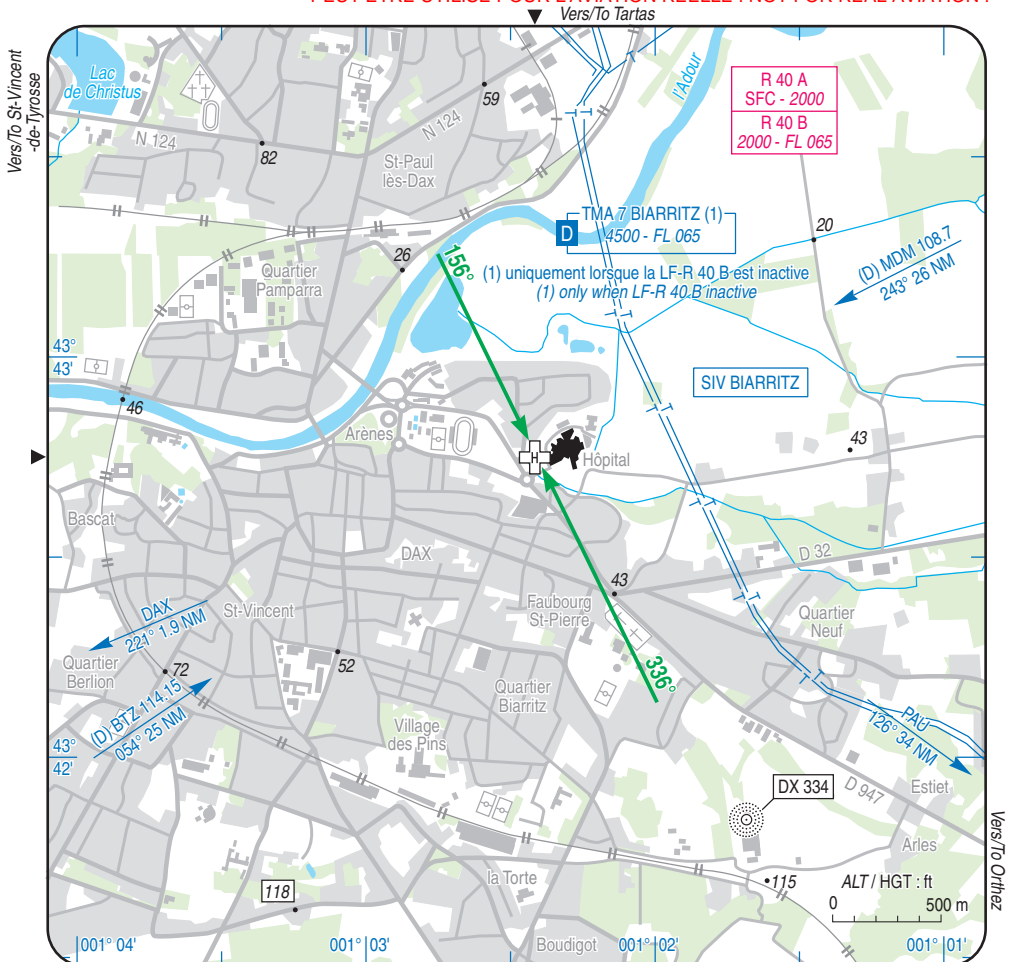 Vers/To Tartas
Vers/To St-Vincent
-de-Tyrosse
Lac
de Christus
59
l'Adour
R 40 A
SFC - 2000
R 40 B
2000 - FL 065
N 124
N 124
82
St-Paul
lès-Dax
TMA 7 BIARRITZ (1)
D
4500 - FL 065
20
(D) MDM 108.7
243° 26 NM
26
156°
(1) uniquement lorsque la LF-R 40 B est inactive
(1) only when LF-R 40 B inactive
Quartier
Pamparra
43°
43'
SIV BIARRITZ
46
Arènes
H
Hôpital
43
Bascat
DAX
D 32
43
Faubourg
St-Pierre
DAX
221° 1.9 NM
St-Vincent
Quartier
Neuf
Quartier
Berlion
72
52
336°
(D) BTZ 114.15
054° 25 NM
Quartier
Biarritz
PAU
126° 34 NM
Village
des Pins
43°
42'
DX 334
D 947
Estiet
Arles
Vers/To Orthez
la Torte
115
ALT / HGT : ft
0 500 m
118
Boudigot
001° 04'
001° 03'
001° 02'
001° 01'